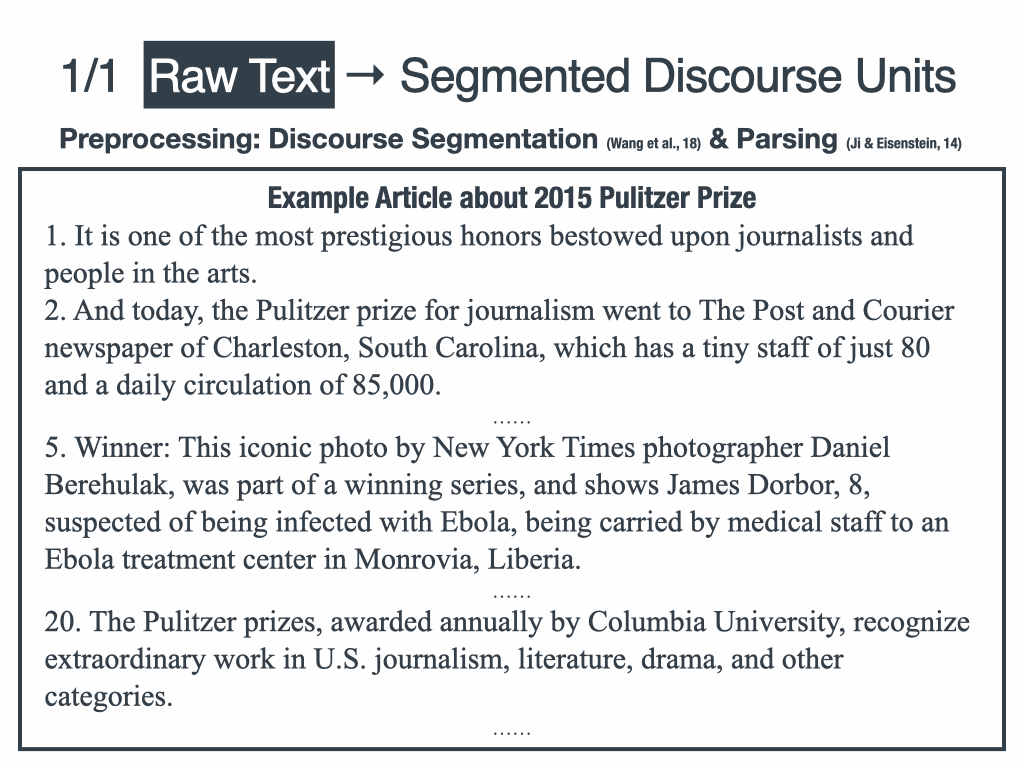 1/1 Raw Text → Segmented Discourse Units
Preprocessing: Discourse Segmentation (Wang et al., 18) & Parsing (Ji & Eisenstein, 14)
Example Article about 2015 Pulitzer Prize
1. It is one of the most prestigious honors bestowed upon journalists and
people in the arts.
2. And today, the Pulitzer prize for journalism went to The Post and Courier
newspaper of Charleston, South Carolina, which has a tiny staff of just 80
and a daily circulation of 85,000.
......
5. Winner: This iconic photo by New York Times photographer Daniel
Berehulak, was part of a winning series, and shows James Dorbor, 8,
suspected of being infected with Ebola, being carried by medical staff to an
Ebola treatment center in Monrovia, Liberia.
......
20. The Pulitzer prizes, awarded annually by Columbia University, recognize
extraordinary work in U.S. journalism, literature, drama, and other
categories.
......